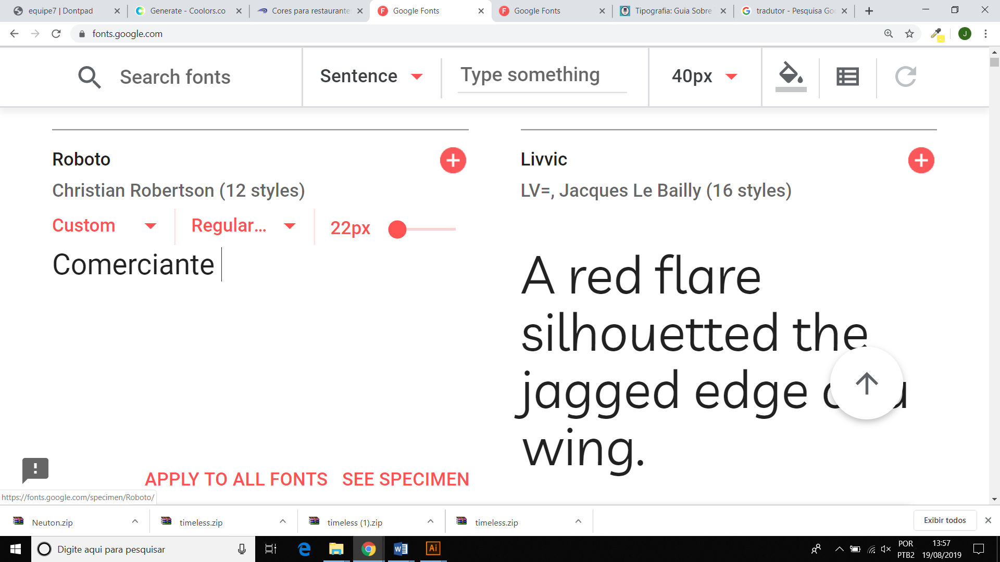 equipe7 | Dontpad
Generate - Coolors.co
Cores para restaurante
Google Fonts
Google Fonts
Tipografia: Guia Sobre
tradutor - Pesquisa Goo
fonts.google.com
J
Search fonts
Sentence
Type something
40px
Roboto
Christian Robertson (12 styles)
Custom
Regular...
22px
Comerciante
APPLY TO ALL FONTS
SEE SPECIMEN
Livvic
LV=, Jacques Le Bailly (16 styles)
A red flare
silhouetted the
jagged edge
wing.
https://fonts.google.com/specimen/Roboto/
Neuton.zip
timeless.zip
timeless (1).zip
timeless.zip
Exibir todos
Digite aqui para pesquisar
Ai
POR
PTB2
13:57
19/08/2019